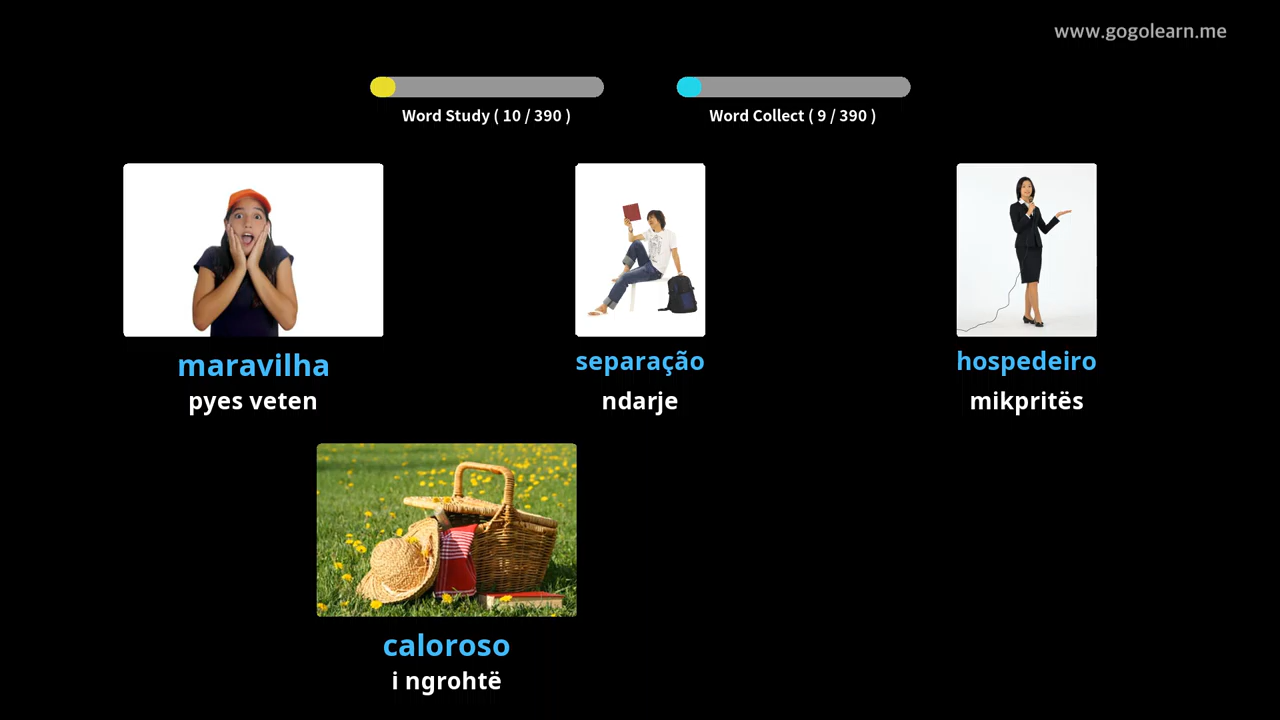 www.gogolearn.me
Word Study ( 10 / 390 )
Word Collect ( 9 / 390 )
maravilha
pyes veten
separação
ndarje
hospedeiro
mikpritës
caloroso
i ngrohtë